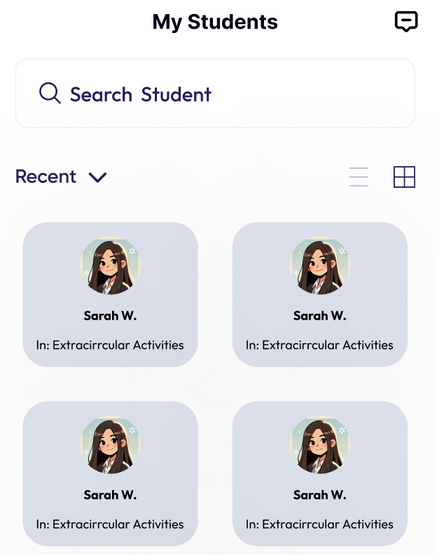 My Students
Search Student
Recent
Sarah W.
In: Extracirrcular Activities
Sarah W.
In: Extracirrcular Activities
Sarah W.
In: Extracirrcular Activities
Sarah W.
In: Extracirrcular Activities